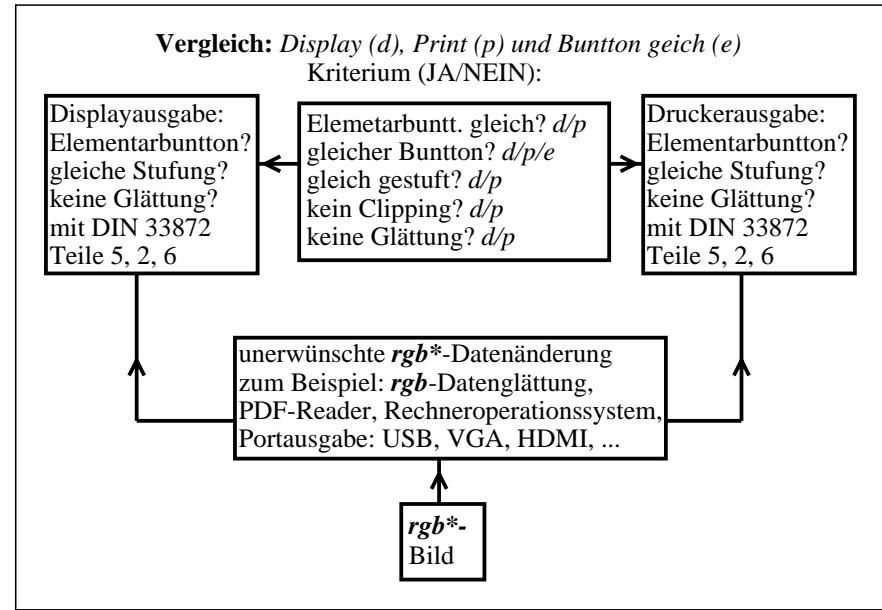 Vergleich: Display (d), Print (p) und Buntton geich (e)
Kriterium (JA/NEIN):
Displayausgabe:
Elementarbuntton?
gleiche Stufung?
keine Glättung?
mit DIN 33872
Teile 5, 2, 6
Elemetarbuntt. gleich? d/p
gleicher Buntton? d/p/e
gleich gestuft? d/p
kein Clipping? d/p
keine Glättung? d/p
Druckerausgabe:
Elementarbuntton?
gleiche Stufung?
keine Glättung?
mit DIN 33872
Teile 5, 2, 6
unerwünschte rgb*-Datenänderung
zum Beispiel: rgb-Datenglättung,
PDF-Reader, Rechneroperationssystem,
Portausgabe: USB, VGA, HDMI, ...
rgb*-
Bild